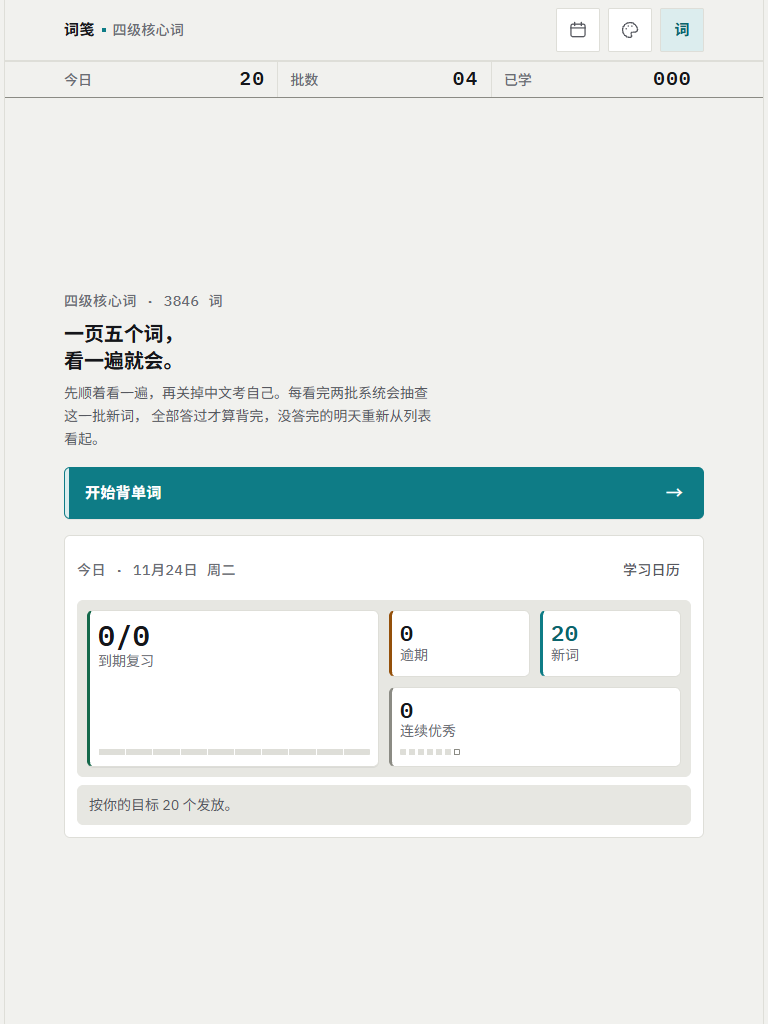 词笺 四级核心词
词
今日 20 批数 04 已学 000
四级核心词 · 3846 词
一页五个词，
看一遍就会。
先顺着看一遍，再关掉中文考自己。每看完两批系统会抽查
这一批新词， 全部答过才算背完，没答完的明天重新从列表
看起。
开始背单词 →
今日 · 11月24日 周二 学习日历
0/0
到期复习
0
逾期
20
新词
0
连续优秀
按你的目标 20 个发放。